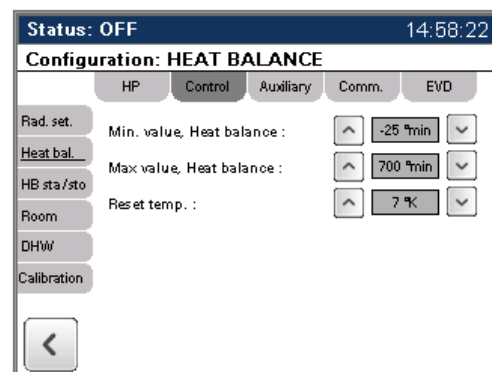 Status: OFF 14:58:22
Configuration: HEAT BALANCE
HP Control Auxiliary Comm. EVD
Rad. set.
Heat bal.
HB sta/sto
Room
DHW
Calibration
Min. value, Heat balance : -25 °min
Max value, Heat balance : 700 °min
Reset temp. : 7 °K